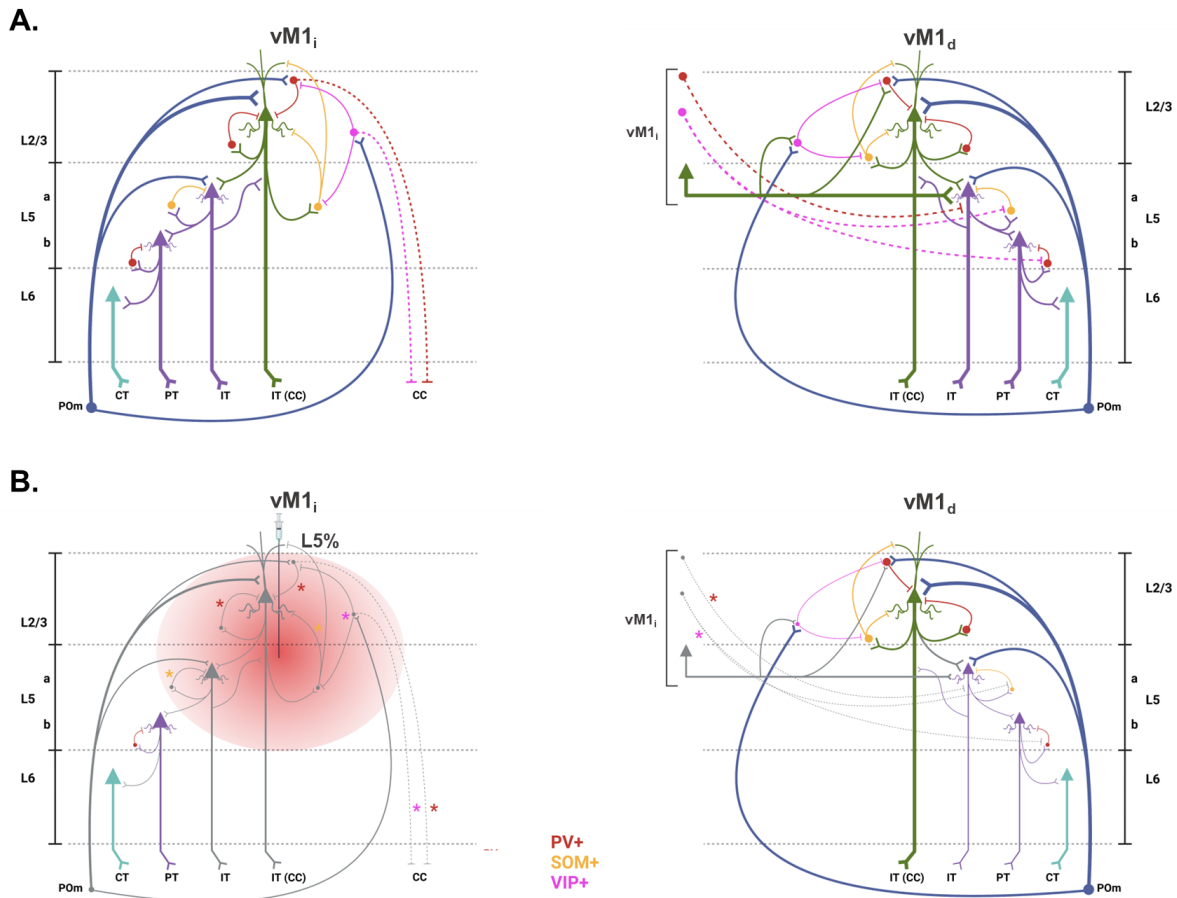 A.
vM1i
vM1d
L2/3
a
L5
b
L6
CT
PT
IT
IT (CC)
CC
POm
vM1i
L2/3
a
L5
b
L6
IT (CC)
IT
PT
CT
POm
B.
vM1i
L5%
vM1d
L2/3
a
L5
b
L6
*
*
*
*
*
*
*
CT
PT
IT
IT (CC)
CC
POm
PV+
SOM+
VIP+
vM1i
*
*
L2/3
a
L5
b
L6
IT (CC)
IT
PT
CT
POm